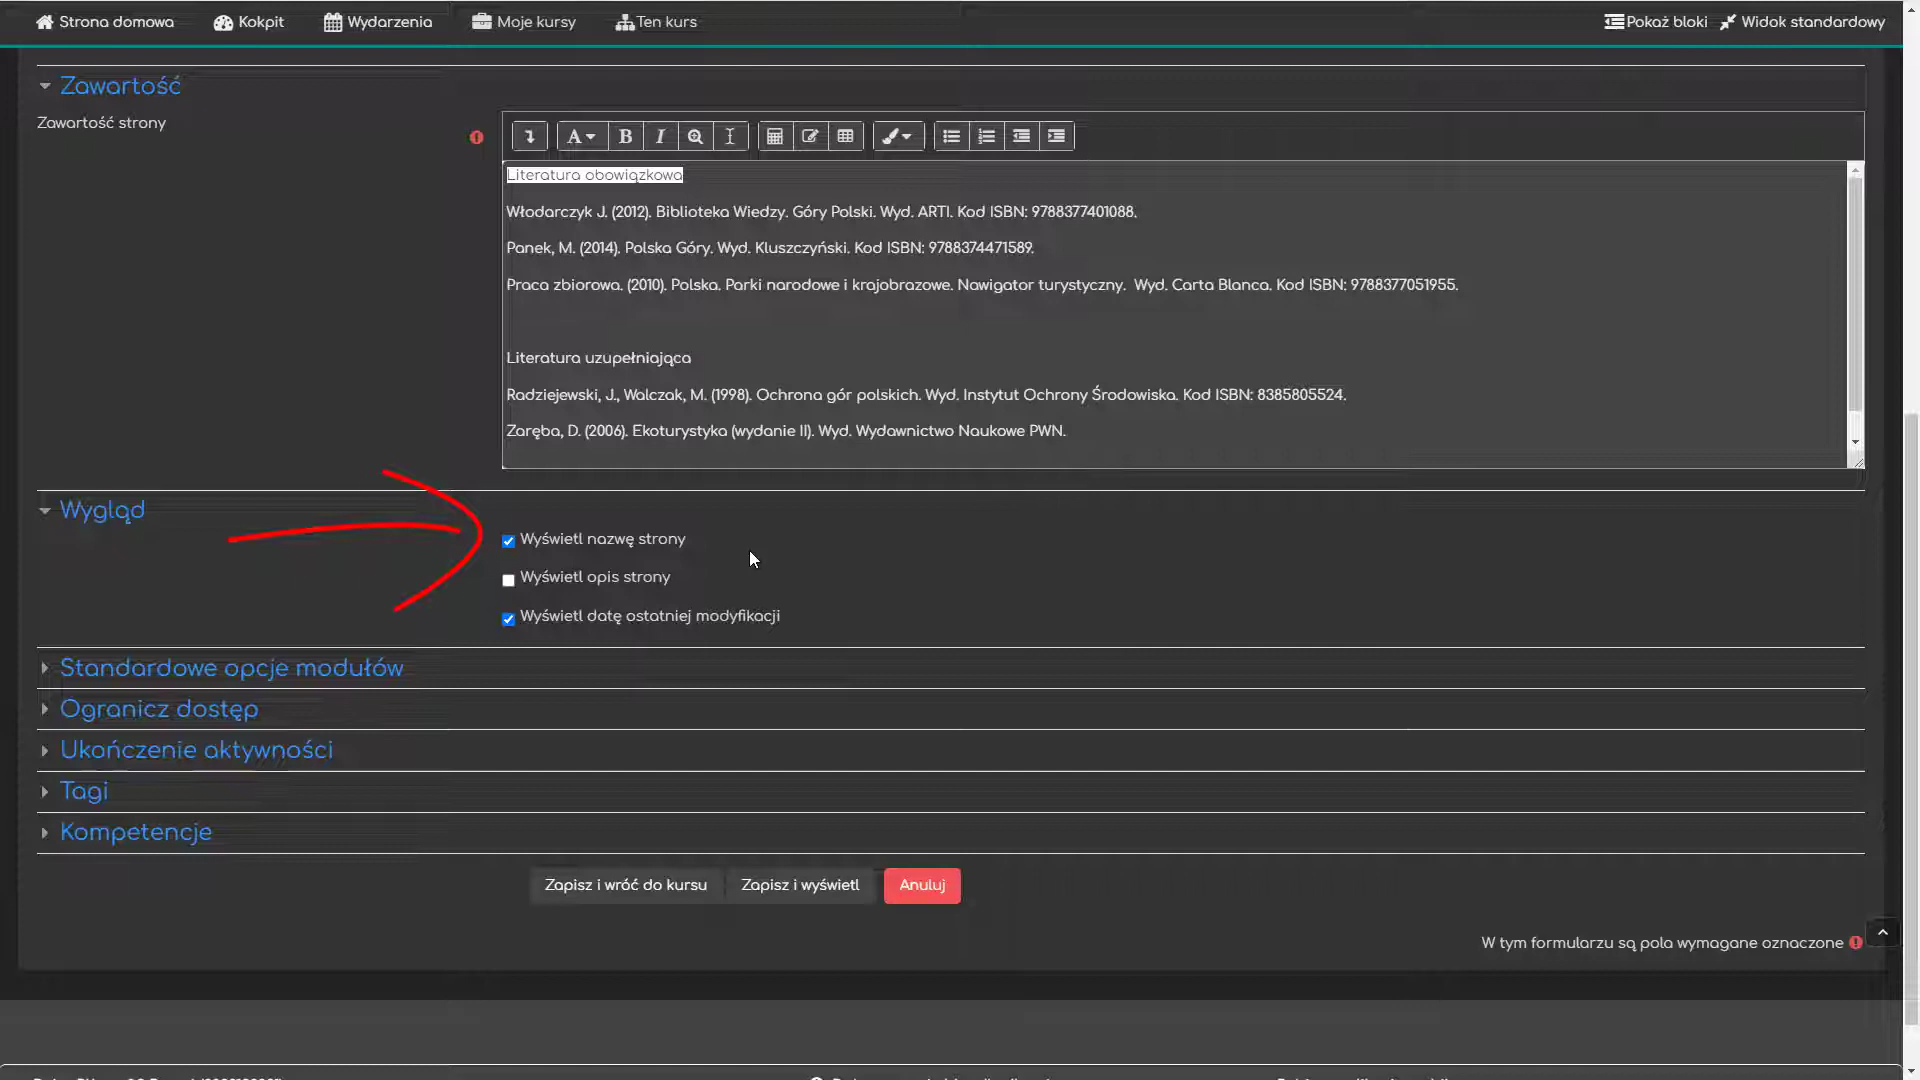 Strona domowa Kokpit Wydarzenia Moje kursy Ten kurs Pokaż bloki Widok standardowy
Zawartość
Zawartość strony
Literatura obowiązkowa
Włodarczyk J. (2012). Biblioteka Wiedzy. Góry Polski. Wyd. ARTI. Kod ISBN: 9788377401088.
Panek, M. (2014). Polska Góry. Wyd. Kluszczyński. Kod ISBN: 9788374471589.
Praca zbiorowa. (2010). Polska. Parki narodowe i krajobrazowe. Nawigator turystyczny. Wyd. Carta Blanca. Kod ISBN: 9788377051955.
Literatura uzupełniająca
Radziejewski, J., Walczak, M. (1998). Ochrona gór polskich. Wyd. Instytut Ochrony Środowiska. Kod ISBN: 8385805524.
Zaręba, D. (2006). Ekoturystyka (wydanie II). Wyd. Wydawnictwo Naukowe PWN.
Wygląd
Wyświetl nazwę strony
Wyświetl opis strony
Wyświetl datę ostatniej modyfikacji
Standardowe opcje modułów
Ogranicz dostęp
Ukończenie aktywności
Tagi
Kompetencje
Zapisz i wróć do kursu Zapisz i wyświetl Anuluj
W tym formularzu są pola wymagane oznaczone